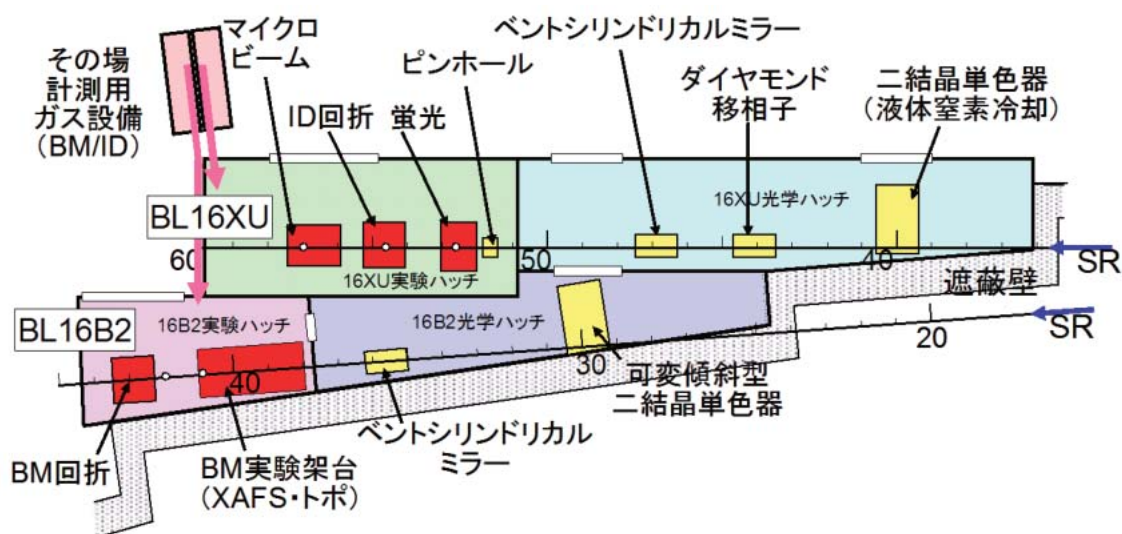 マイクロ
ビーム
ベントシリンドリカルミラー
その場
計測用
ガス設備
（BM/ID）
ピンホール
ダイヤモンド
移相子
二結晶単色器
（液体窒素冷却）
ID回折
蛍光
BL16XU
16XU光学ハッチ
60
50
40
SR
16XU実験ハッチ
遮蔽壁
BL16B2
16B2実験ハッチ
16B2光学ハッチ
SR
20
30
40
可変傾斜型
二結晶単色器
ベントシリンドリカル
ミラー
BM回折
BM実験架台
（XAFS・トポ）